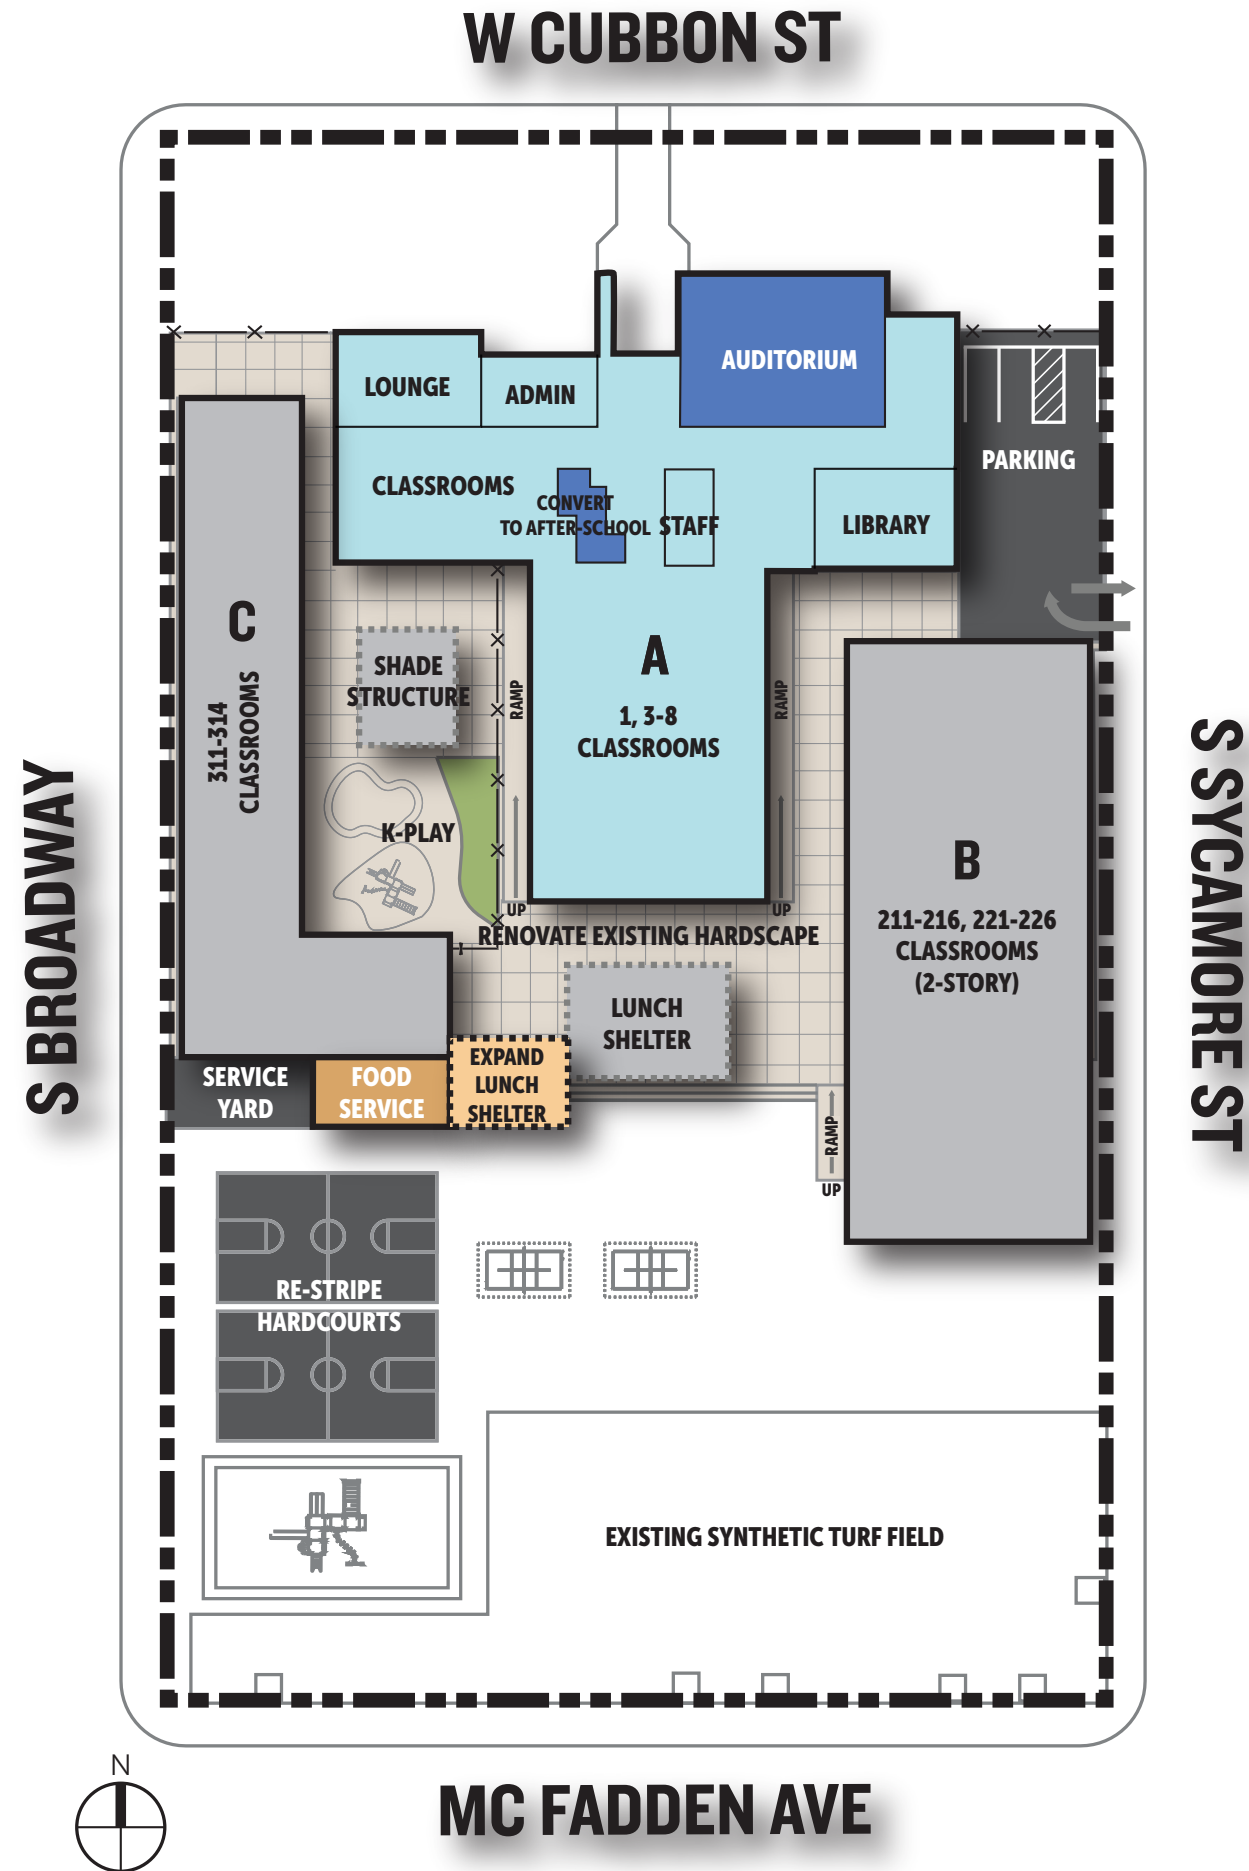 W CUBBON ST
AUDITORIUM
LOUNGE
ADMIN
PARKING
CLASSROOMS
CONVERT
TO AFTER-SCHOOL
STAFF
LIBRARY
C
311-314
CLASSROOMS
SHADE
STRUCTURE
RAMP
A
1, 3-8
CLASSROOMS
RAMP
S BROADWAY
S SYCAMORE ST
K-PLAY
B
211-216, 221-226
CLASSROOMS
(2-STORY)
UP
UP
RENOVATE EXISTING HARDSCAPE
LUNCH
SHELTER
SERVICE
YARD
FOOD
SERVICE
EXPAND
LUNCH
SHELTER
RAMP
UP
RE-STRIPE
HARDCOURTS
EXISTING SYNTHETIC TURF FIELD
N
MC FADDEN AVE